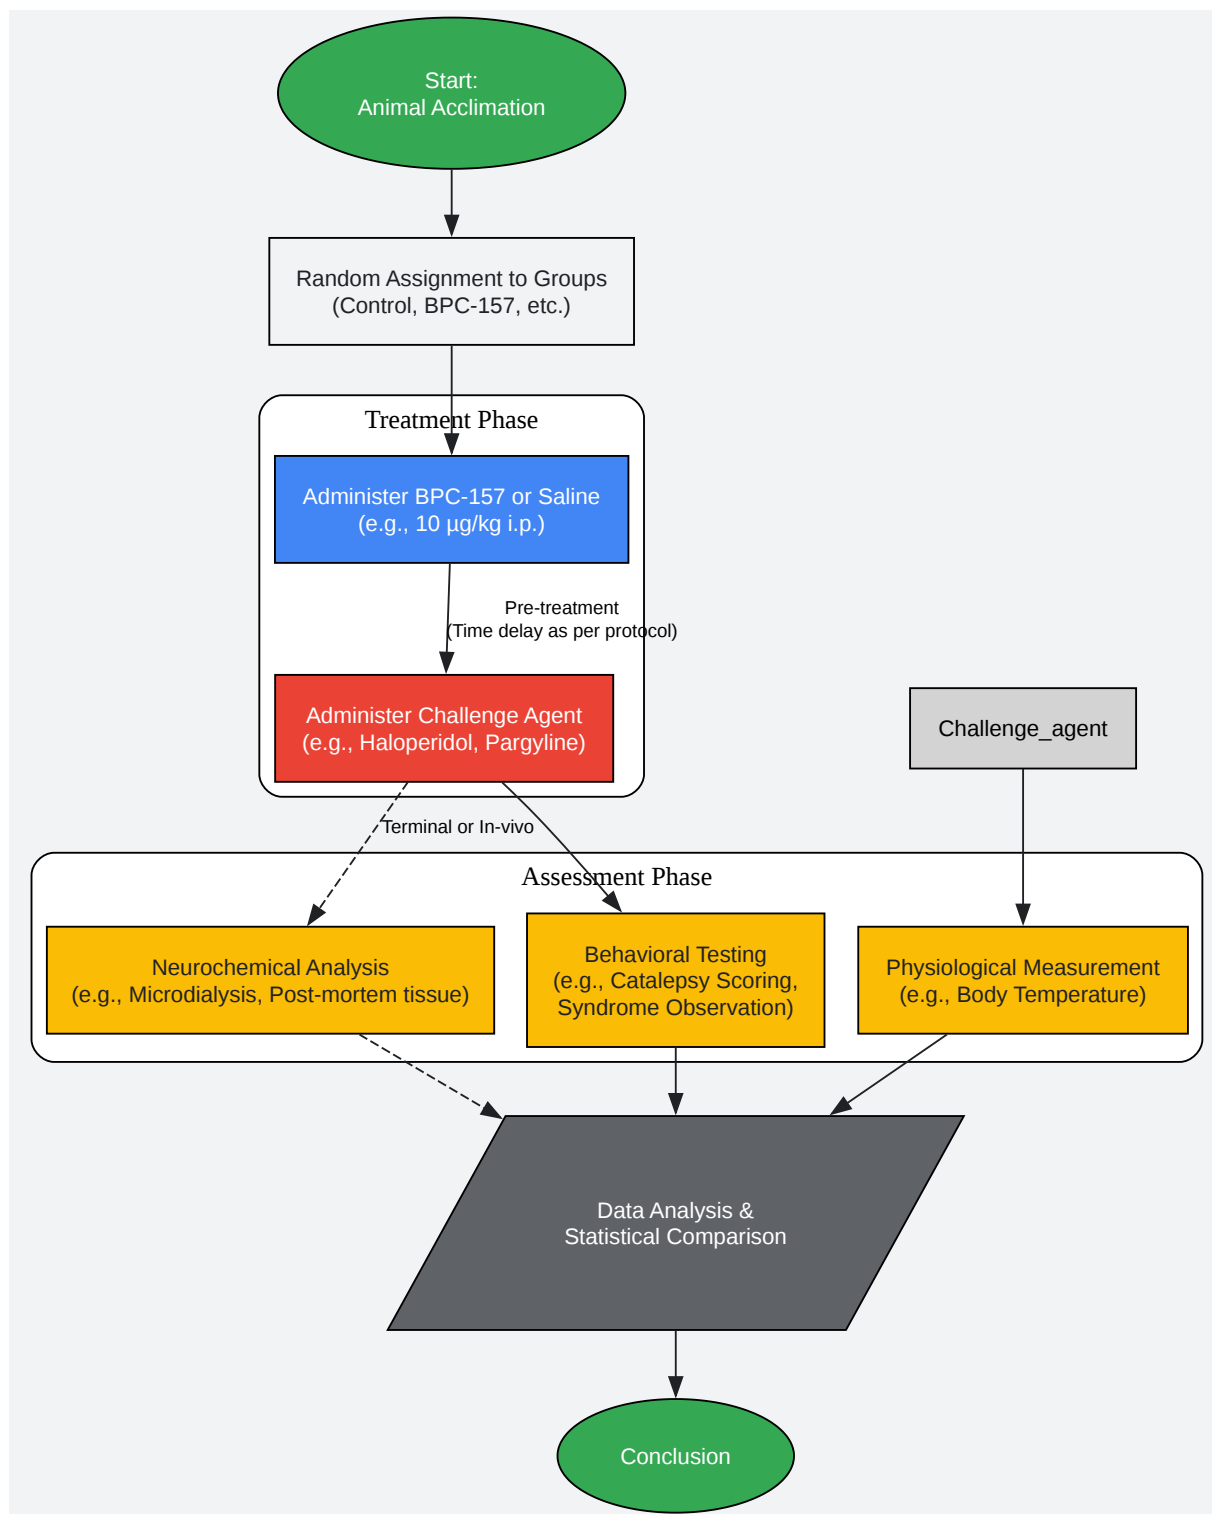 Start:
Animal Acclimation
Random Assignment to Groups
(Control, BPC-157, etc.)
Treatment Phase
Administer BPC-157 or Saline
(e.g., 10 µg/kg i.p.)
Pre-treatment
(Time delay as per protocol)
Administer Challenge Agent
(e.g., Haloperidol, Pargyline)
Challenge_agent
Terminal or In-vivo
Assessment Phase
Neurochemical Analysis
(e.g., Microdialysis, Post-mortem tissue)
Behavioral Testing
(e.g., Catalepsy Scoring,
Syndrome Observation)
Physiological Measurement
(e.g., Body Temperature)
Data Analysis &
Statistical Comparison
Conclusion